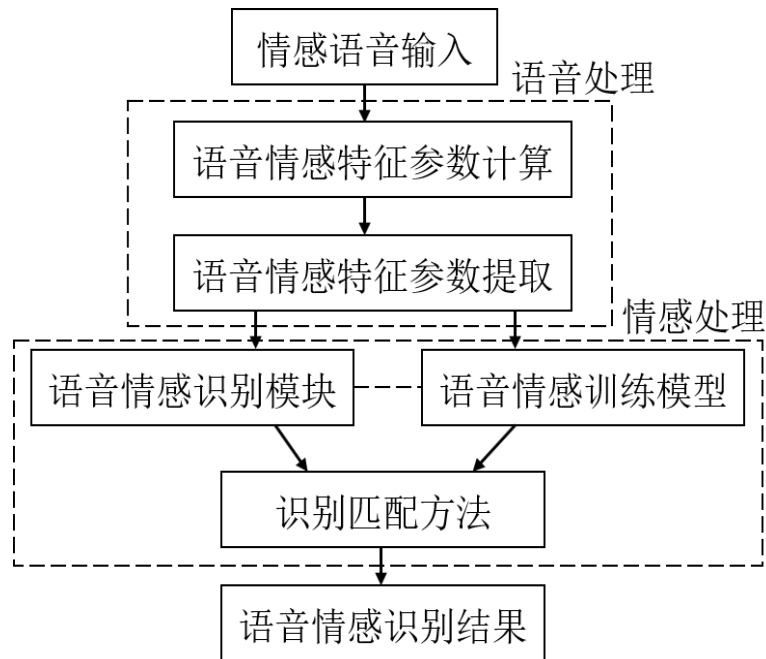 情感语音输入
语音处理
语音情感特征参数计算
语音情感特征参数提取
情感处理
语音情感识别模块
语音情感训练模型
识别匹配方法
语音情感识别结果